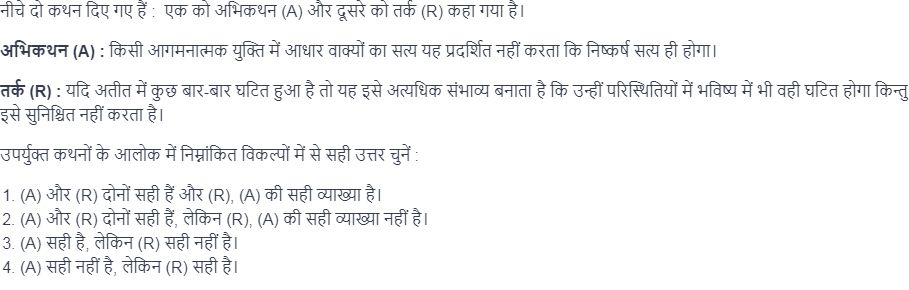 नीचे दो कथन दिए गए हैं : एक को अभिकथन (A) और दूसरे को तर्क (R) कहा गया है।
अभिकथन (A) : किसी आगमनात्मक युक्ति में आधार वाक्यों का सत्य यह प्रदर्शित नहीं करता कि निष्कर्ष सत्य ही होगा।
तर्क (R) : यदि अतीत में कुछ बार-बार घटित हुआ है तो यह इसे अत्यधिक संभाव्य बनाता है कि उन्हीं परिस्थितियों में भविष्य में भी वही घटित होगा किन्तु
इसे सुनिश्चित नहीं करता है।
उपर्युक्त कथनों के आलोक में निम्नांकित विकल्पों में से सही उत्तर चुनें :
1. (A) और (R) दोनों सही हैं और (R), (A) की सही व्याख्या है।
2. (A) और (R) दोनों सही हैं, लेकिन (R), (A) की सही व्याख्या नहीं है।
3. (A) सही है, लेकिन (R) सही नहीं है।
4. (A) सही नहीं है, लेकिन (R) सही है।